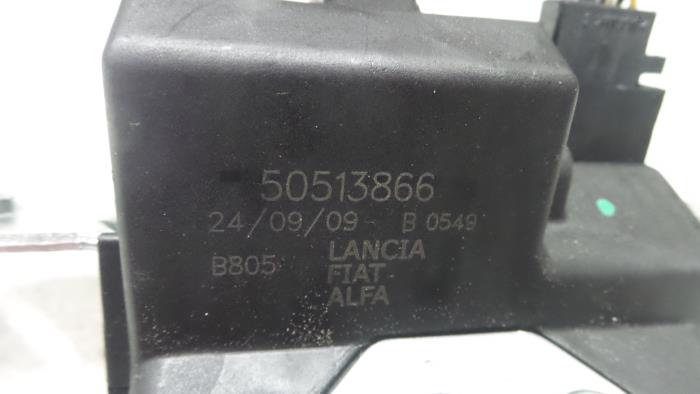 50513866
24/09/09- B 0549
B805 LANCIA
FIAT
ALFA